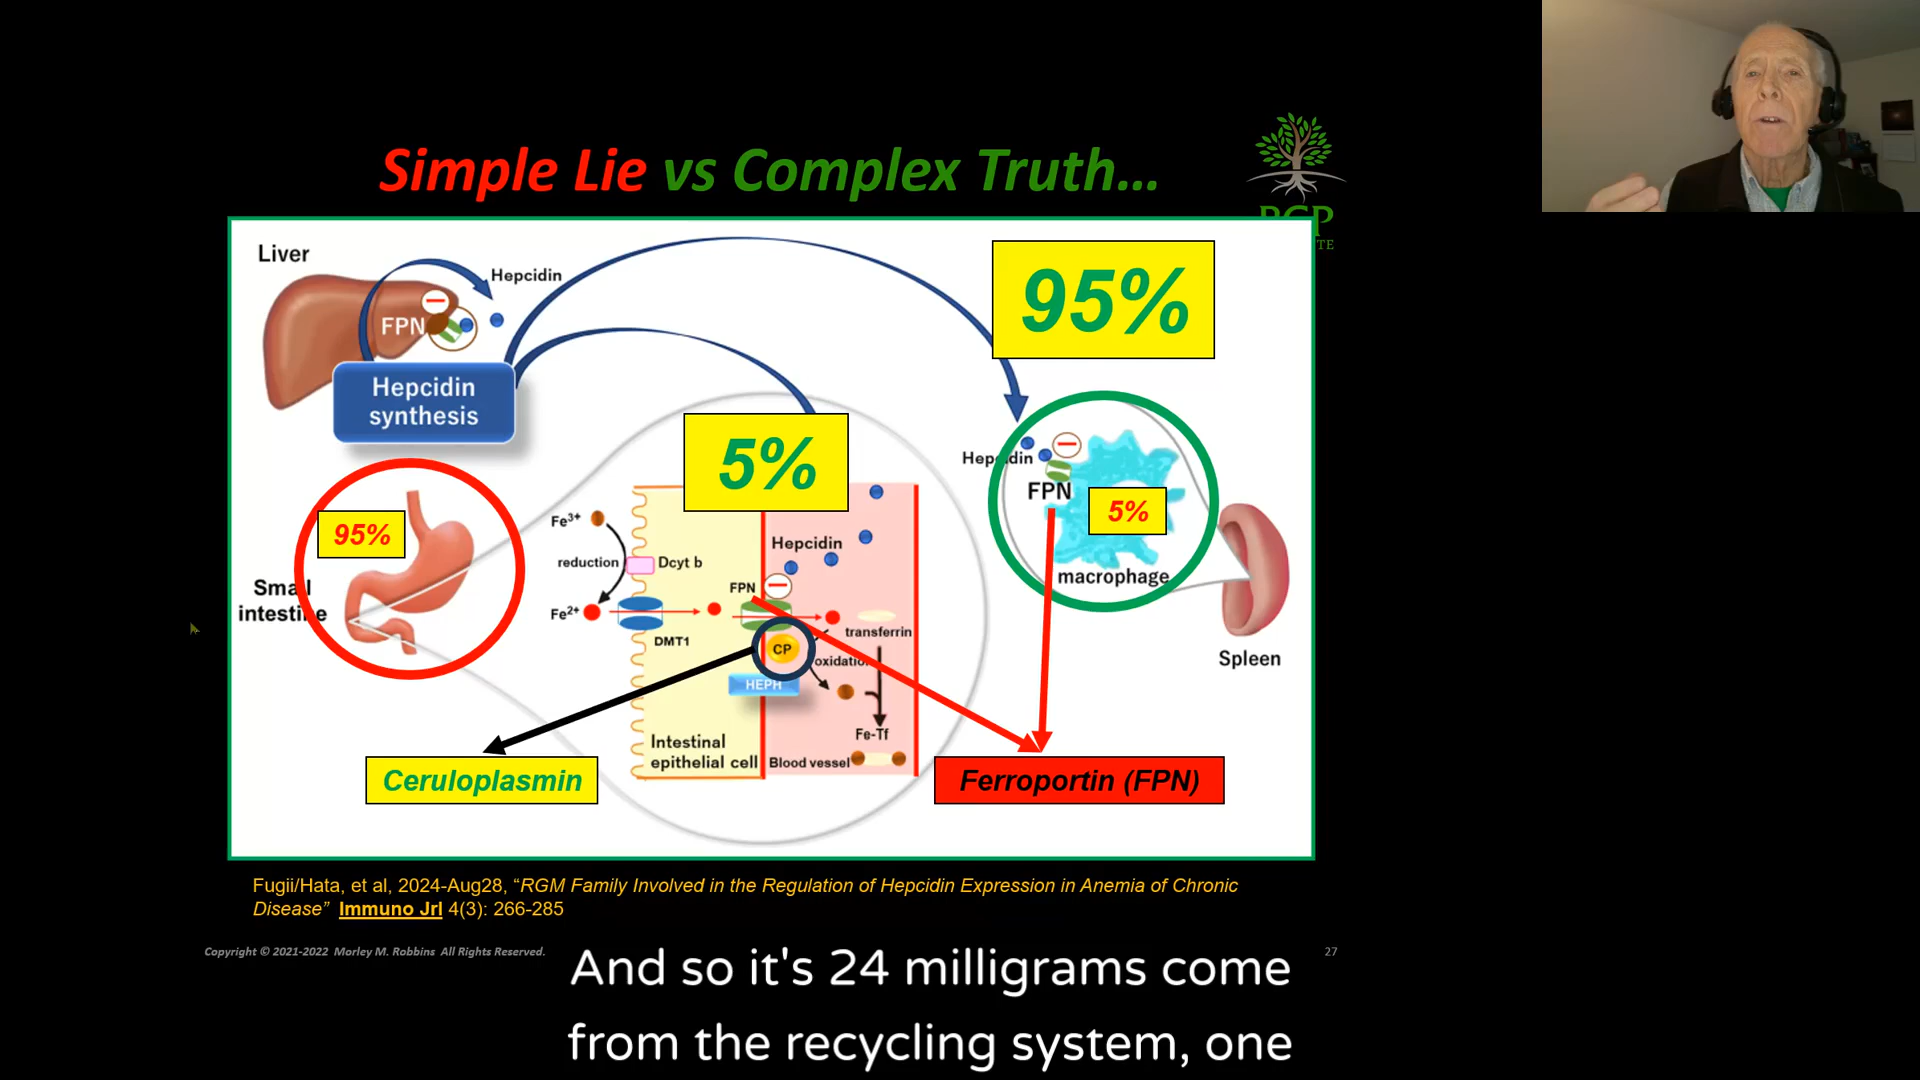 Simple Lie vs Complex Truth...
RCP
TE
Liver
Hepcidin
95%
FPN
Hepcidin
synthesis
5%
Hepcidin
FPN
5%
macrophage
95%
Small
intestine
Fe3+
reduction
Dcyt b
Fe2+
DMT1
Hepcidin
FPN
transferrin
CP
oxidation
HEPH
Fe-Tf
Intestinal
epithelial cell
Blood vessel
Spleen
Ceruloplasmin
Ferroportin (FPN)
Fugii/Hata, et al, 2024-Aug28, “RGM Family Involved in the Regulation of Hepcidin Expression in Anemia of Chronic
Disease” Immuno Jrl 4(3): 266-285
Copyright © 2021-2022 Morley M. Robbins All Rights Reserved.
27
And so it's 24 milligrams come
from the recycling system, one